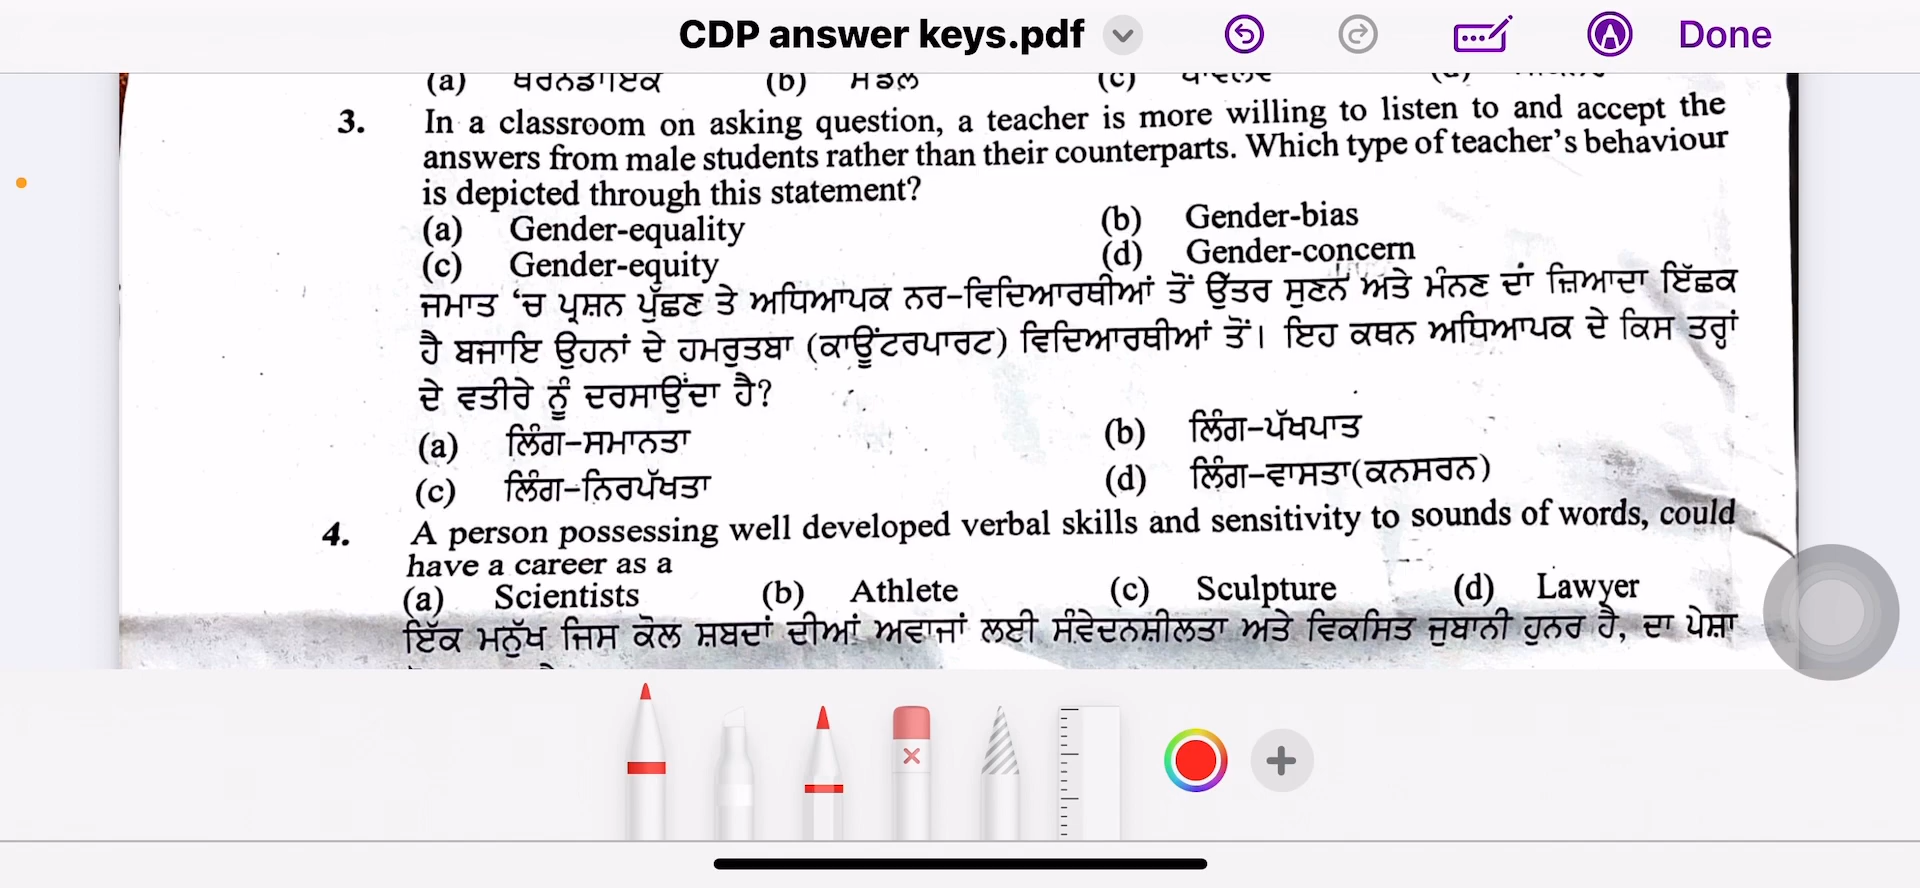 CDP answer keys.pdf
Done
(a) ਥੋਰਨਡਾਇਕ (b)
(c)
3. In a classroom on asking question, a teacher is more willing to listen to and accept the
answers from male students rather than their counterparts. Which type of teacher's behaviour
is depicted through this statement?
(a) Gender-equality (b) Gender-bias
(c) Gender-equity (d) Gender-concern
ਜਮਾਤ 'ਚ ਪ੍ਰਸ਼ਨ ਪੁੱਛਣ ਤੇ ਅਧਿਆਪਕ ਨਰ-ਵਿਦਿਆਰਥੀਆਂ ਤੋਂ ਉੱਤਰ ਸੁਣਨ ਅਤੇ ਮੰਨਣ ਦਾਂ ਜ਼ਿਆਦਾ ਇੱਛਕ
ਹੈ ਬਜਾਇ ਉਹਨਾਂ ਦੇ ਹਮਰੁਤਬਾ (ਕਾਊਂਟਰਪਾਰਟ) ਵਿਦਿਆਰਥੀਆਂ ਤੋਂ। ਇਹ ਕਥਨ ਅਧਿਆਪਕ ਦੇ ਕਿਸ ਤਰ੍ਹਾਂ
ਦੇ ਵਤੀਰੇ ਨੂੰ ਦਰਸਾਉਂਦਾ ਹੈ?
(a) ਲਿੰਗ-ਸਮਾਨਤਾ (b) ਲਿੰਗ-ਪੱਖਪਾਤ
(c) ਲਿੰਗ-ਨਿਰਪੱਖਤਾ (d) ਲਿੰਗ-ਵਾਸਤਾ(ਕਨਸਰਨ)
4. A person possessing well developed verbal skills and sensitivity to sounds of words, could
have a career as a
(a) Scientists (b) Athlete (c) Sculpture (d) Lawyer
ਇੱਕ ਮਨੁੱਖ ਜਿਸ ਕੋਲ ਸ਼ਬਦਾਂ ਦੀਆਂ ਅਵਾਜਾਂ ਲਈ ਸੰਵੇਦਨਸ਼ੀਲਤਾ ਅਤੇ ਵਿਕਸਿਤ ਜੁਬਾਨੀ ਹੁਨਰ ਹੈ, ਦਾ ਪੇਸ਼ਾ